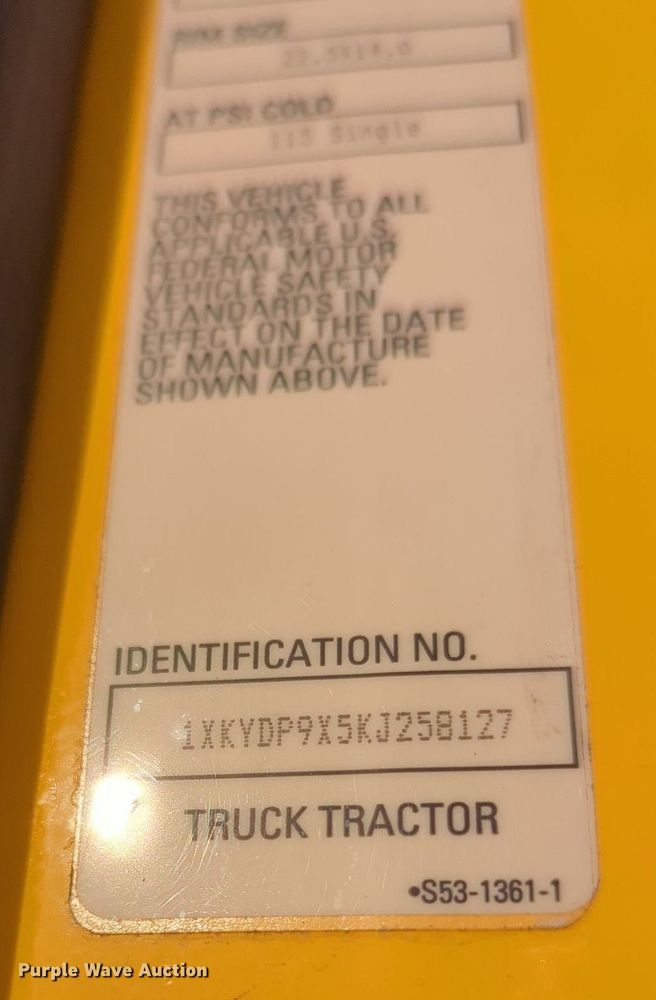 RIM SIZE
22.5X14.0
AT PSI COLD
115 Single
THIS VEHICLE
CONFORMS TO ALL
APPLICABLE U.S.
FEDERAL MOTOR
VEHICLE SAFETY
STANDARDS IN
EFFECT ON THE DATE
OF MANUFACTURE
SHOWN ABOVE.
IDENTIFICATION NO.
1XKYDP9X5KJ258127
TRUCK TRACTOR
•S53-1361-1
Purple Wave Auction